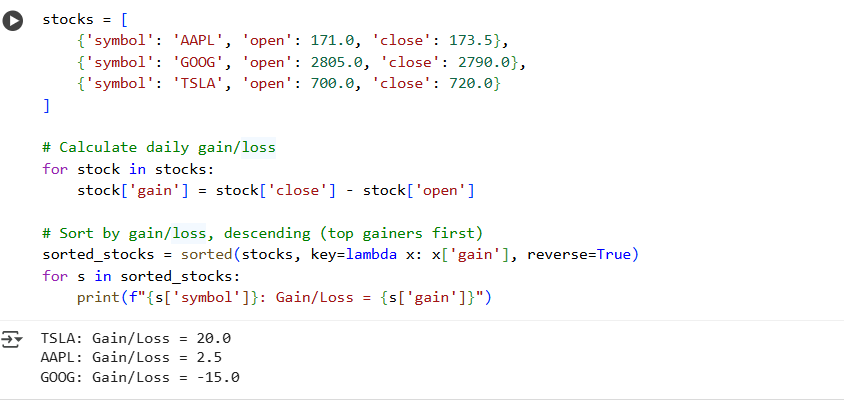 stocks = [
    {'symbol': 'AAPL', 'open': 171.0, 'close': 173.5},
    {'symbol': 'GOOG', 'open': 2805.0, 'close': 2790.0},
    {'symbol': 'TSLA', 'open': 700.0, 'close': 720.0}
]
# Calculate daily gain/loss
for stock in stocks:
    stock['gain'] = stock['close'] - stock['open']
# Sort by gain/loss, descending (top gainers first)
sorted_stocks = sorted(stocks, key=lambda x: x['gain'], reverse=True)
for s in sorted_stocks:
    print(f"{s['symbol']}: Gain/Loss = {s['gain']}")
TSLA: Gain/Loss = 20.0
AAPL: Gain/Loss = 2.5
GOOG: Gain/Loss = -15.0